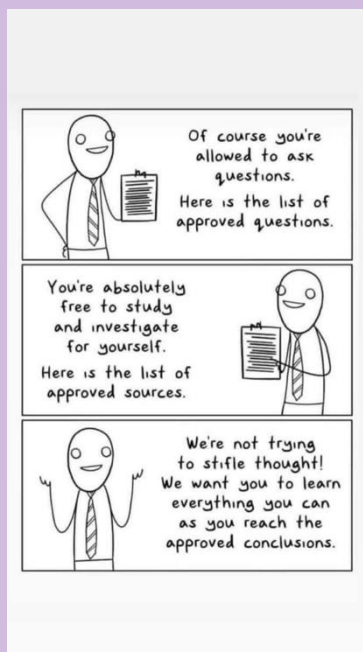 Of course you're
allowed to ask
questions.
Here is the list of
approved questions.
You're absolutely
free to study
and investigate
for yourself.
Here is the list of
approved sources.
We're not trying
to stifle thought!
We want you to learn
everything you can
as you reach the
approved conclusions.